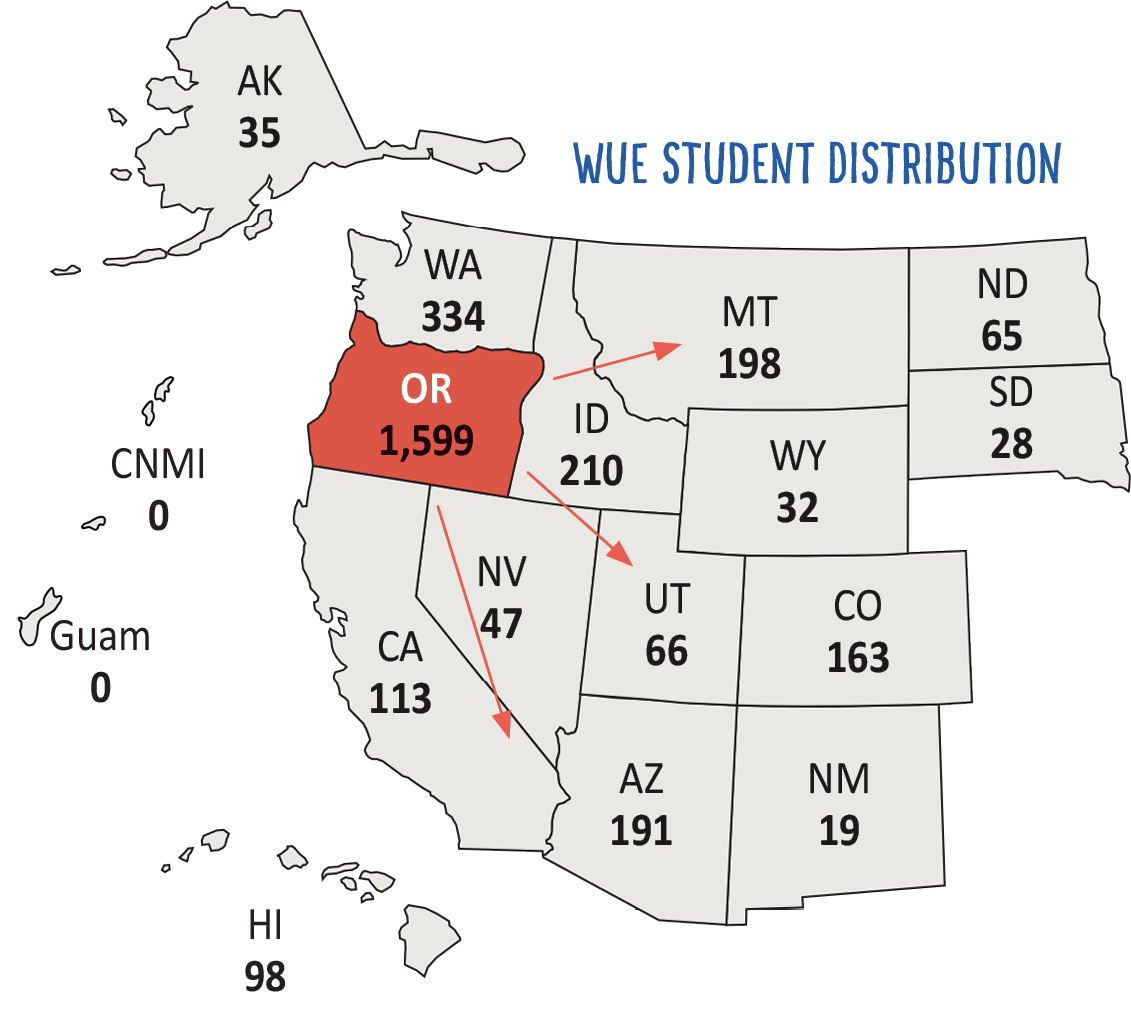 AK
35
WUE STUDENT DISTRIBUTION
WA
334
MT
198
ND
65
OR
1,599
ID
210
SD
28
WY
32
CNMI
0
NV
47
UT
66
CO
163
Guam
0
CA
113
AZ
191
NM
19
HI
98